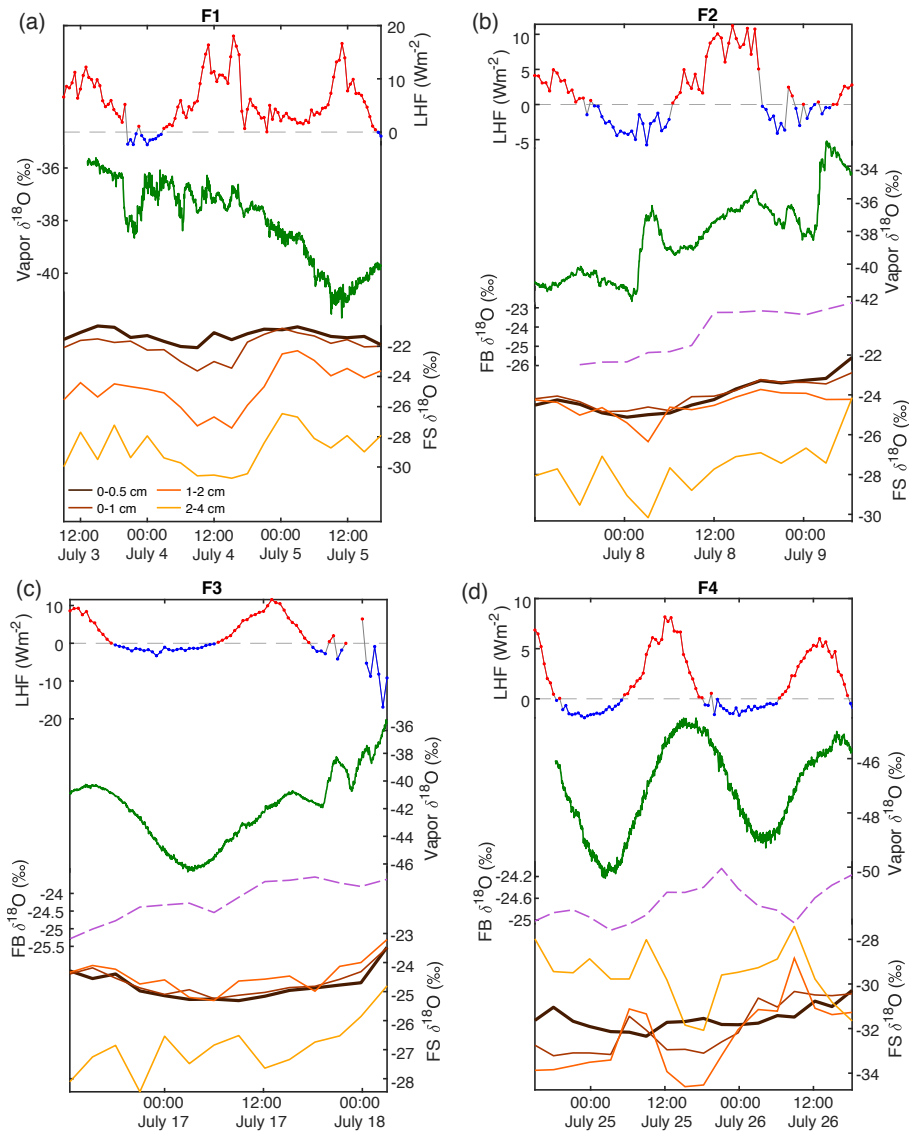 (a)
F1
20
10
0
LHF (Wm-2)
-36
-38
-40
Vapor δ18O (‰)
-22
-24
-26
-28
-30
FS δ18O (‰)
0-0.5 cm
1-2 cm
0-1 cm
2-4 cm
12:00 00:00 12:00 00:00 12:00
July 3 July 4 July 4 July 5 July 5
(b)
F2
10
5
0
-5
LHF (Wm-2)
-34
-36
-38
-40
-42
Vapor δ18O (‰)
-23
-24
-25
-26
FB δ18O (‰)
-22
-24
-26
-28
-30
FS δ18O (‰)
00:00 12:00 00:00
July 8 July 8 July 9
(c)
F3
10
0
-10
-20
LHF (Wm-2)
-36
-38
-40
-42
-44
-46
Vapor δ18O (‰)
-24
-24.5
-25
-25.5
FB δ18O (‰)
-23
-24
-25
-26
-27
-28
FS δ18O (‰)
00:00 12:00 00:00
July 17 July 17 July 18
(d)
F4
10
5
0
LHF (Wm-2)
-46
-48
-50
Vapor δ18O (‰)
-24.2
-24.6
-25
FB δ18O (‰)
-28
-30
-32
-34
FS δ18O (‰)
00:00 12:00 00:00 12:00
July 25 July 25 July 26 July 26